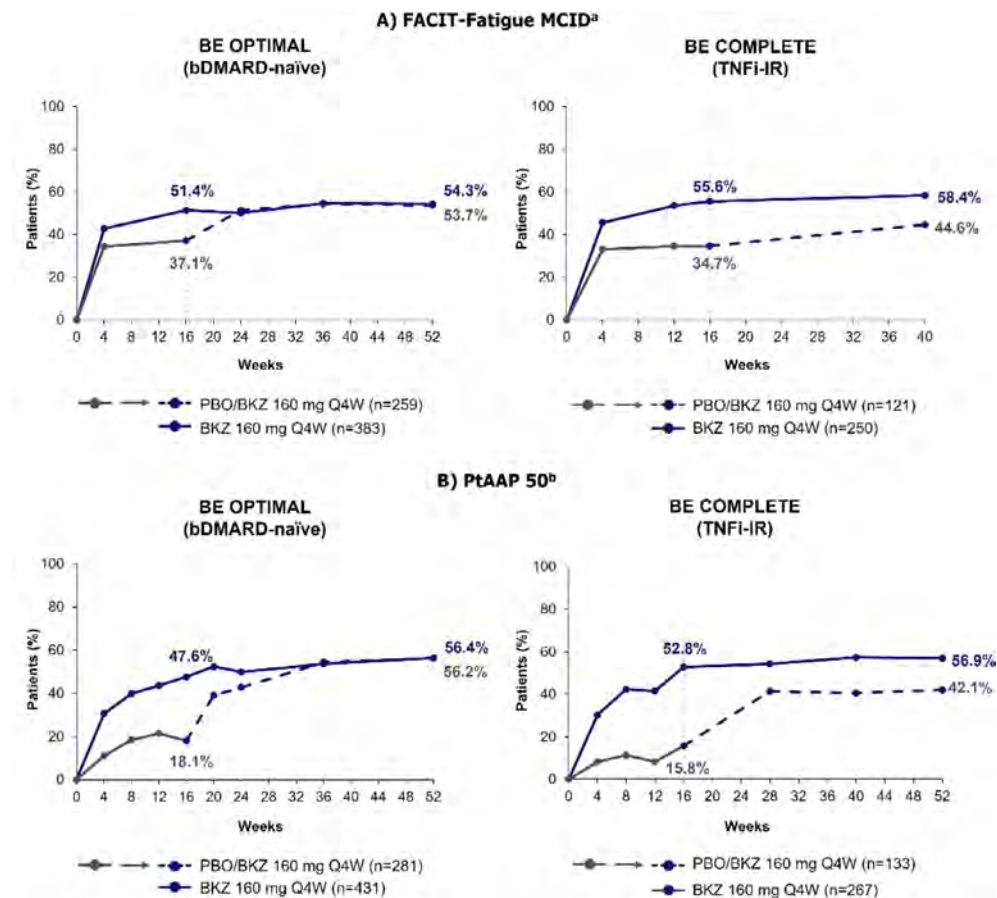 A) FACIT-Fatigue MCIDᵃ
BE OPTIMAL
(bDMARD-naïve)
Patients (%)
100
80
60
40
20
0
51.4%
37.1%
54.3%
53.7%
0 4 8 12 16 20 24 28 32 36 40 44 48 52
Weeks
PBO/BKZ 160 mg Q4W (n=259)
BKZ 160 mg Q4W (n=383)
BE COMPLETE
(TNFi-IR)
Patients (%)
100
80
60
40
20
0
55.6%
34.7%
58.4%
44.6%
0 4 8 12 16 20 24 28 32 36 40
Weeks
PBO/BKZ 160 mg Q4W (n=121)
BKZ 160 mg Q4W (n=250)
B) PtAAP 50ᵇ
BE OPTIMAL
(bDMARD-naïve)
Patients (%)
100
80
60
40
20
0
47.6%
18.1%
56.4%
56.2%
0 4 8 12 16 20 24 28 32 36 40 44 48 52
Weeks
PBO/BKZ 160 mg Q4W (n=281)
BKZ 160 mg Q4W (n=431)
BE COMPLETE
(TNFi-IR)
Patients (%)
100
80
60
40
20
0
52.8%
15.8%
56.9%
42.1%
0 4 8 12 16 20 24 28 32 36 40 44 48 52
Weeks
PBO/BKZ 160 mg Q4W (n=133)
BKZ 160 mg Q4W (n=267)